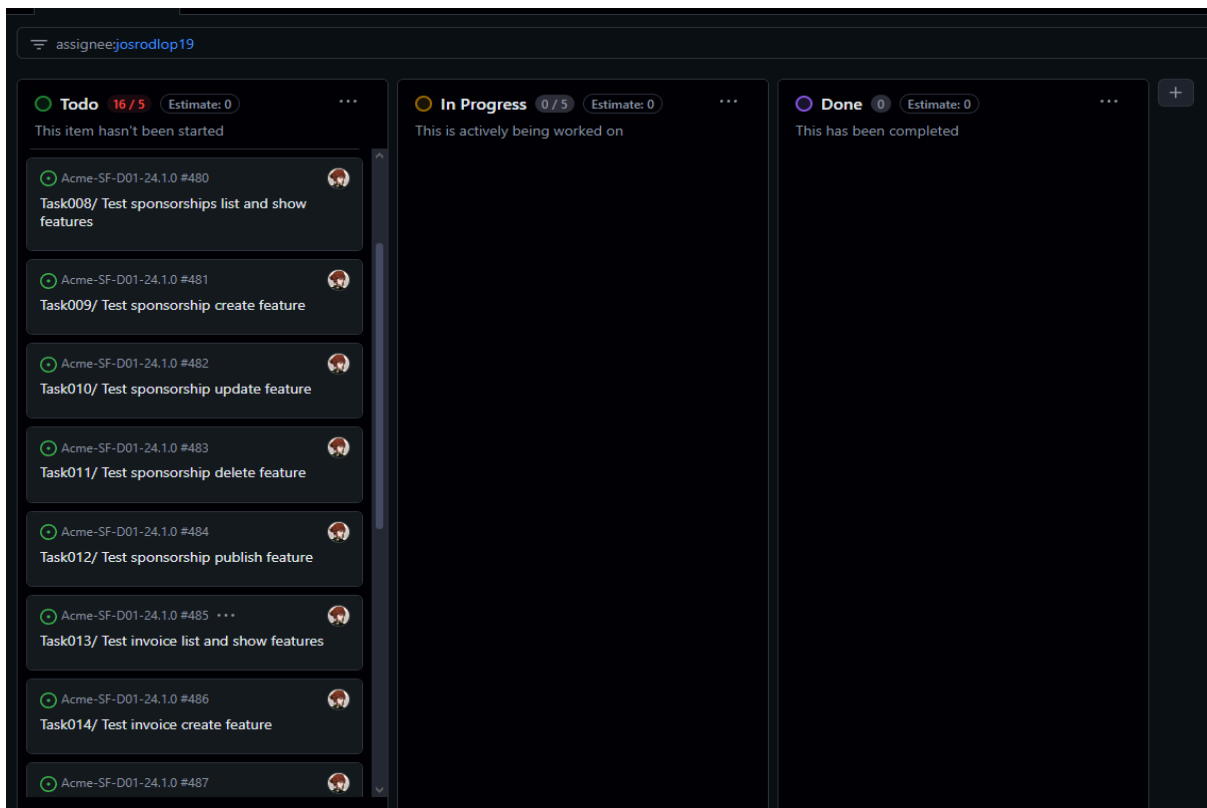 assignee:josrodlop19
Todo 16 / 5 Estimate: 0 ...
This item hasn't been started
Acme-SF-D01-24.1.0 #480
Task008/ Test sponsorships list and show
features
Acme-SF-D01-24.1.0 #481
Task009/ Test sponsorship create feature
Acme-SF-D01-24.1.0 #482
Task010/ Test sponsorship update feature
Acme-SF-D01-24.1.0 #483
Task011/ Test sponsorship delete feature
Acme-SF-D01-24.1.0 #484
Task012/ Test sponsorship publish feature
Acme-SF-D01-24.1.0 #485 ...
Task013/ Test invoice list and show features
Acme-SF-D01-24.1.0 #486
Task014/ Test invoice create feature
Acme-SF-D01-24.1.0 #487
In Progress 0 / 5 Estimate: 0 ...
This is actively being worked on
Done 0 Estimate: 0 ...
This has been completed
+